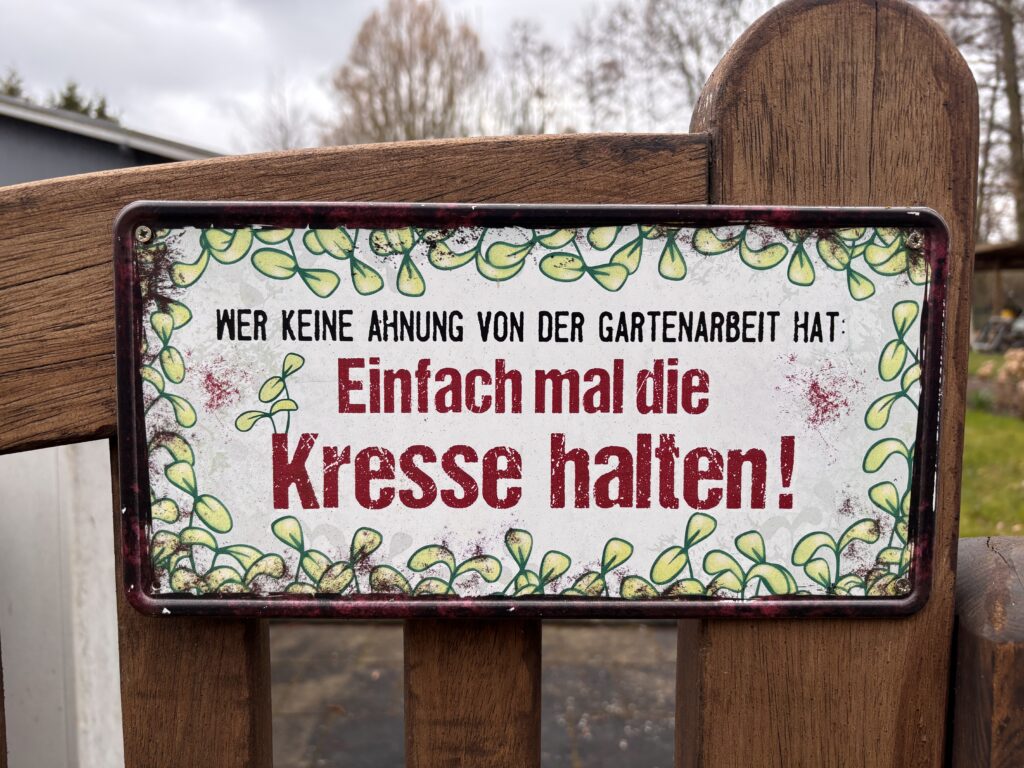 WER KEINE AHNUNG VON DER GARTENARBEIT HAT:
Einfach mal die
Kresse halten!